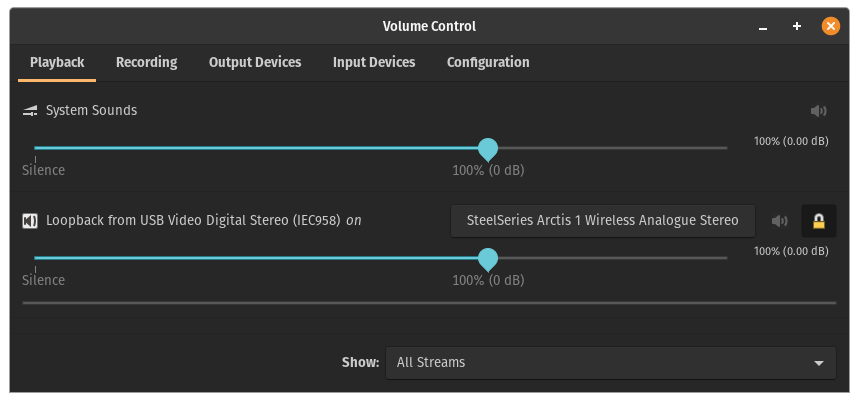 Volume Control
Playback Recording Output Devices Input Devices Configuration
System Sounds
100% (0.00 dB)
Silence 100% (0 dB)
Loopback from USB Video Digital Stereo (IEC958) on SteelSeries Arctis 1 Wireless Analogue Stereo
100% (0.00 dB)
Silence 100% (0 dB)
Show: All Streams